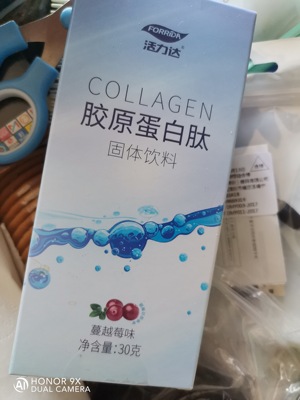 FORRIDA
活力达
COLLAGEN
胶原蛋白肽
固体饮料
蔓越莓味
净含量:30克
HONOR 9X
DUAL CAMERA